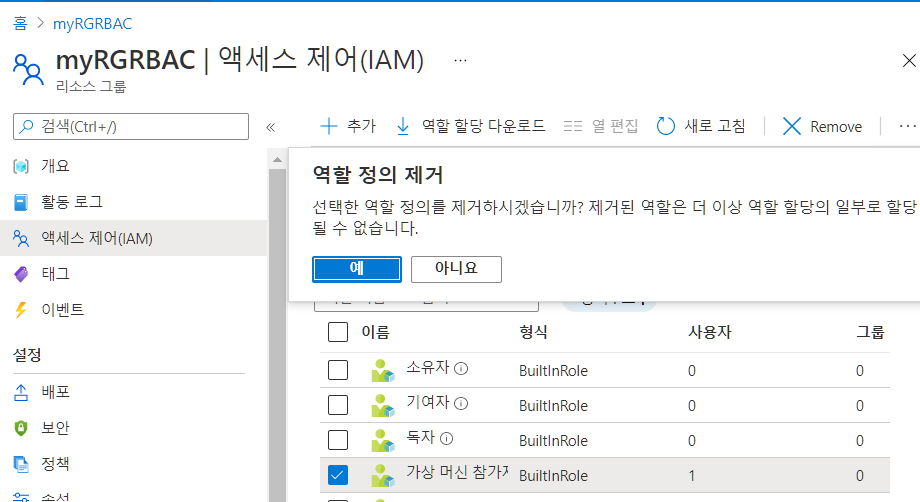 홈 > myRGRBAC
myRGRBAC | 액세스 제어(IAM) ...
리소스 그룹
검색(Ctrl+/)
«
추가
역할 할당 다운로드
열 편집
새로 고침
Remove
...
개요
활동 로그
액세스 제어(IAM)
태그
이벤트
설정
배포
보안
정책
속성
역할 정의 제거
선택한 역할 정의를 제거하시겠습니까? 제거된 역할은 더 이상 역할 할당의 일부로 할당
될 수 없습니다.
예 아니요
이름 형식 사용자 그룹
소유자 BuiltInRole 0 0
기여자 BuiltInRole 0 0
독자 BuiltInRole 0 0
가상 머신 참가 BuiltInRole 1 0